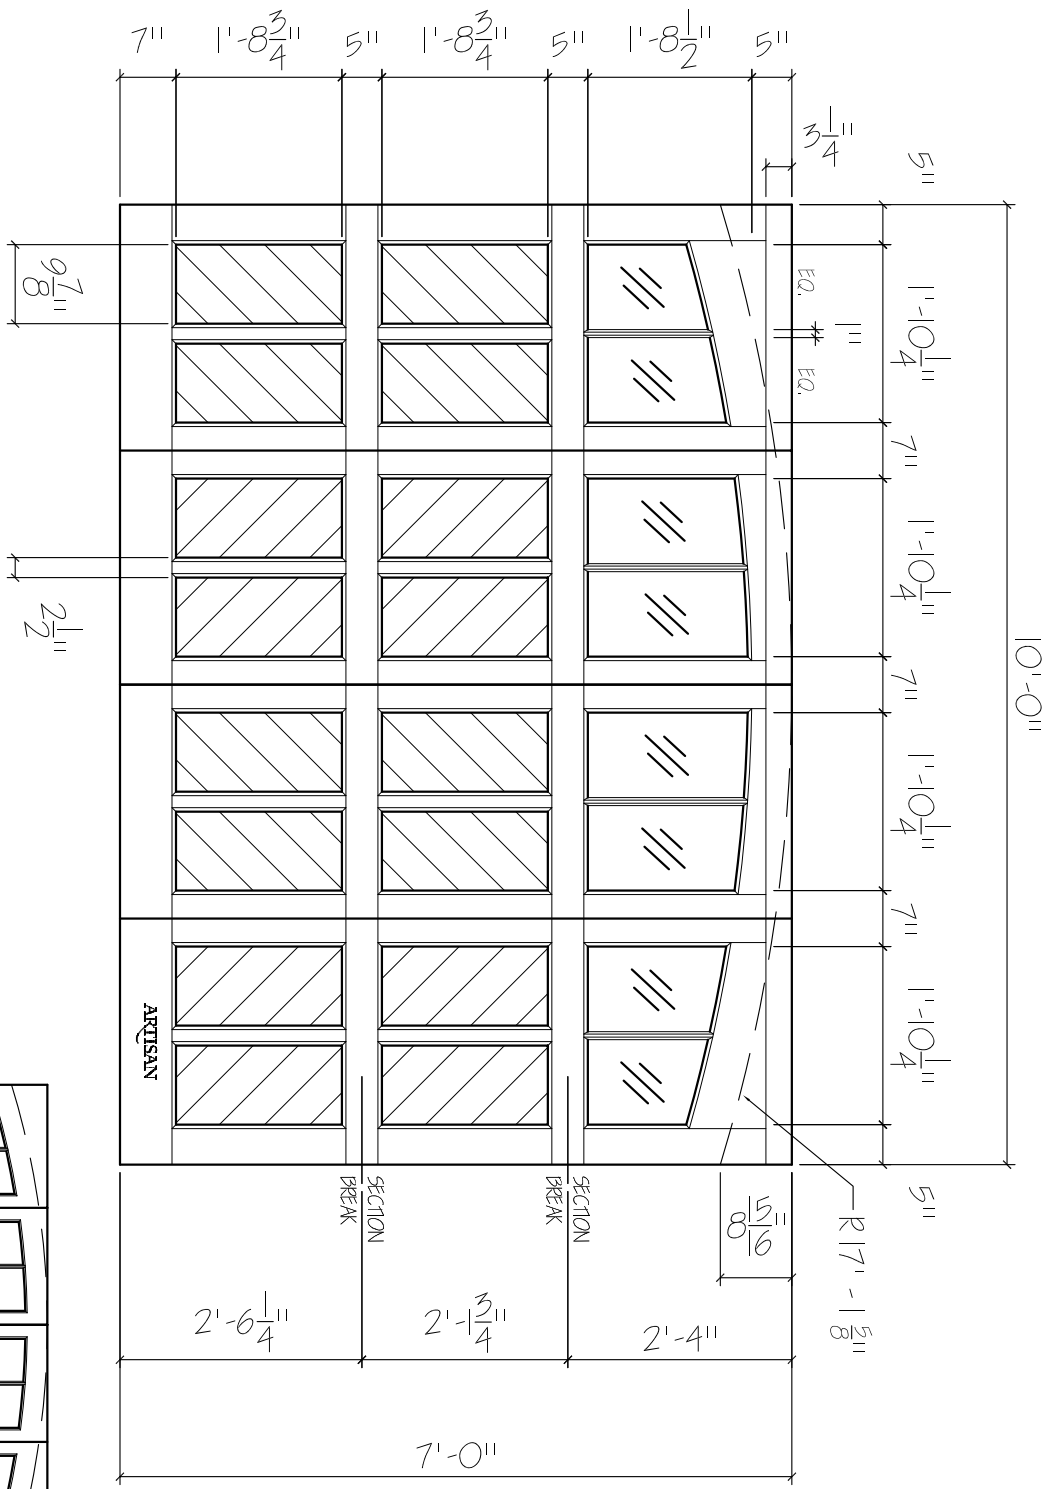 7" 1'-8 3/4" 5" 1'-8 3/4" 5" 1'-8 1/2" 5"
3 1/4"
10'-0"
5" 1'-10 1/4" 7" 1'-10 1/4" 7" 1'-10 1/4" 7" 1'-10 1/4" 5"
EQ. 1" EQ.
9 7/8"
2 1/2"
ARTISAN
SECTION
BREAK
SECTION
BREAK
8 15/16"
R 17' - 1 5/8"
2'-6 1/4" 2'-1 3/4" 2'-4"
7'-0"